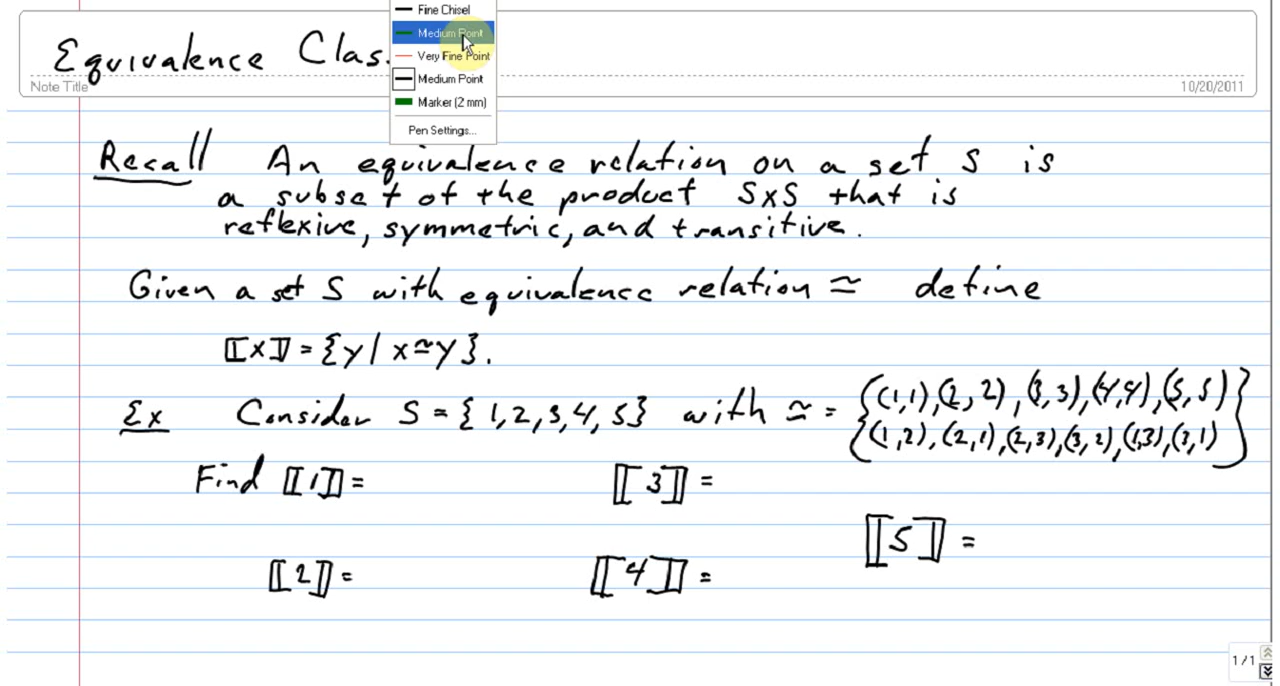 Fine Chisel
Medium Point
Very Fine Point
Medium Point
Marker (2 mm)
Pen Settings...
Equivalence Clas
Note Title
10/20/2011
Recall An equivalence relation on a set S is
a subset of the product S×S that is
reflexive, symmetric, and transitive.
Given a set S with equivalence relation ≃ define
⟦x⟧ = {y | x≃y}.
Ex Consider S = {1,2,3,4,5} with ≃ = {(1,1),(2,2),(3,3),(4,4),(5,5)
(1,2),(2,1),(2,3),(3,2),(1,3),(3,1)}
Find ⟦1⟧ = ⟦3⟧ =
⟦5⟧ =
⟦2⟧ = ⟦4⟧ =
1/1